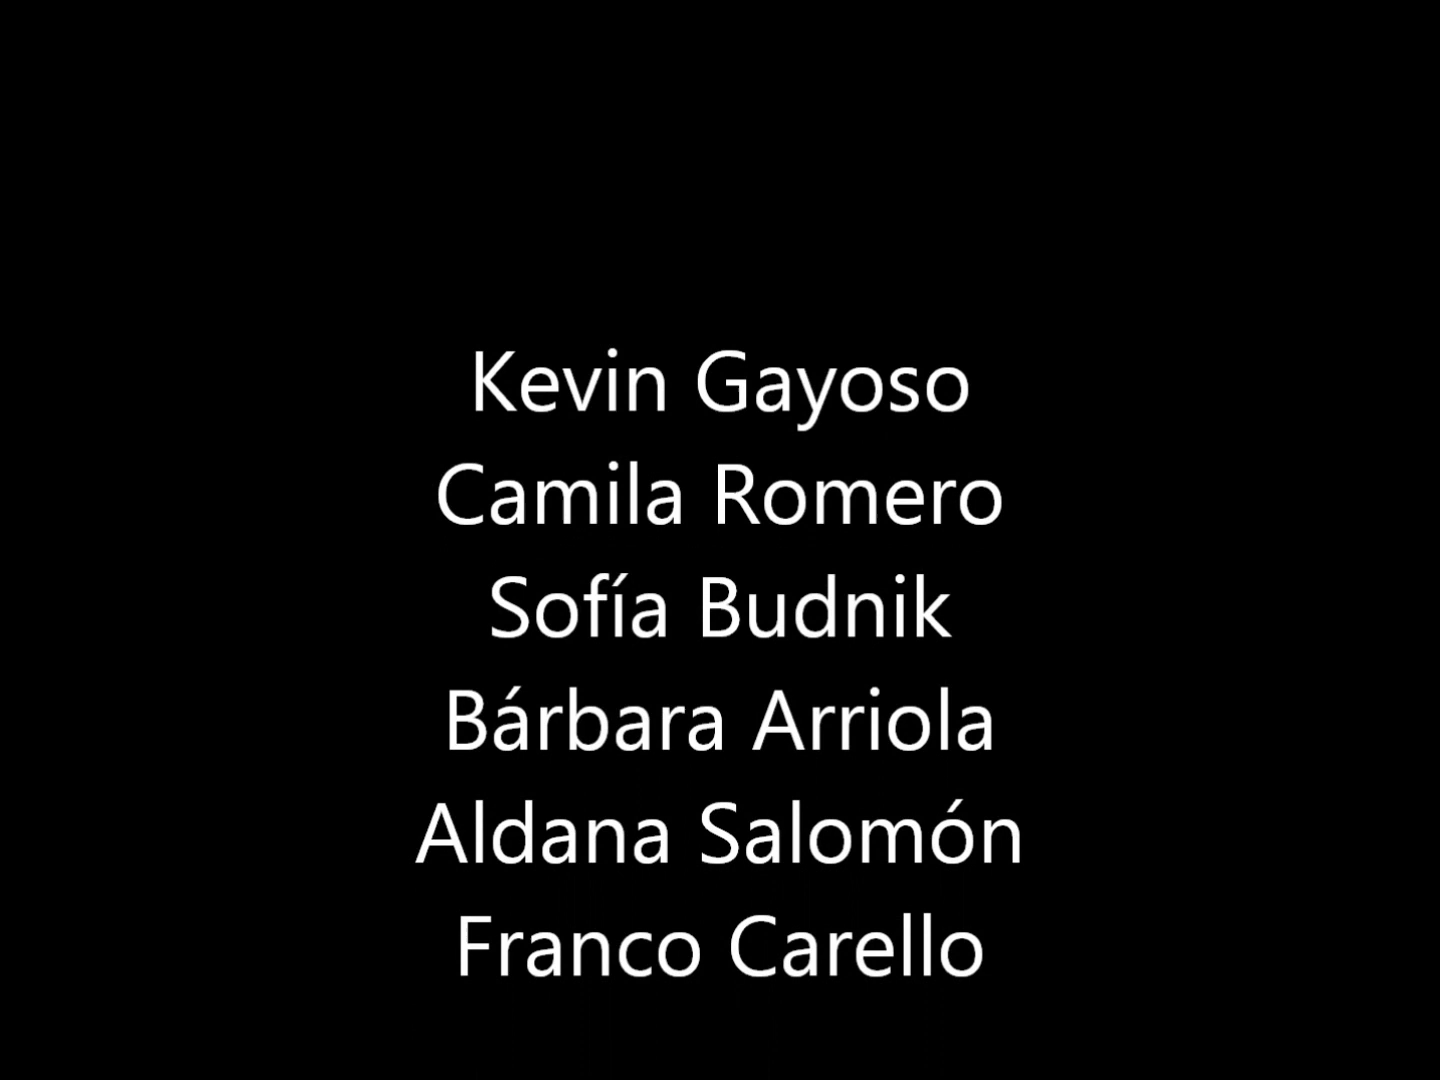 Kevin Gayoso
Camila Romero
Sofía Budnik
Bárbara Arriola
Aldana Salomón
Franco Carello